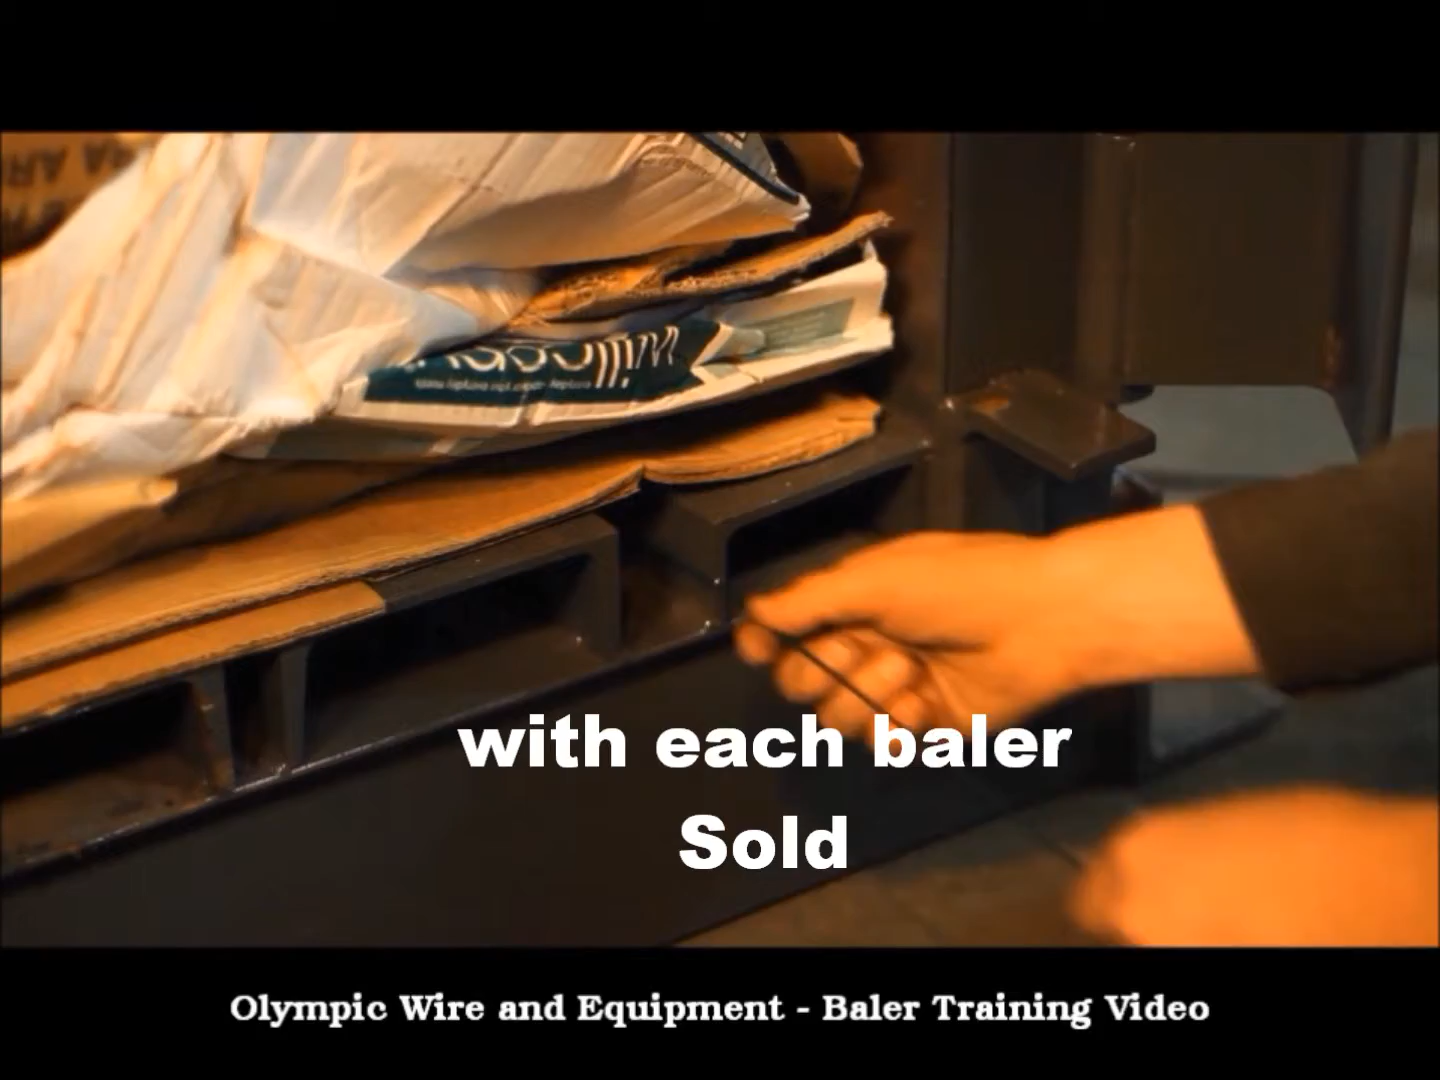 with each baler
Sold
Olympic Wire and Equipment - Baler Training Video